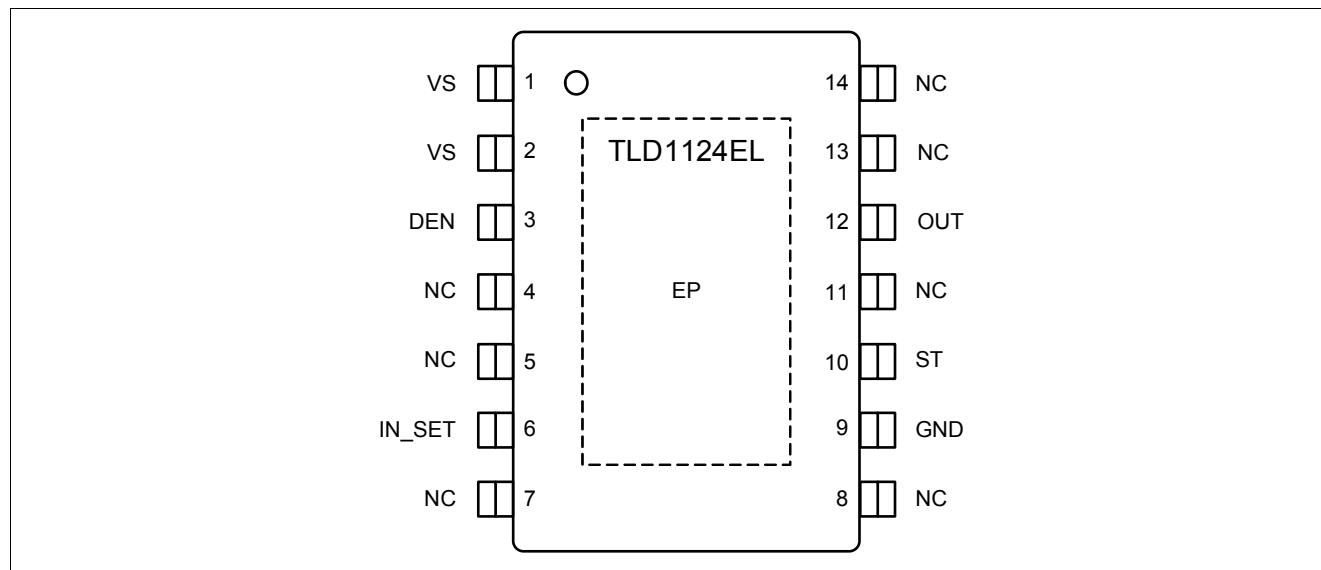 VS 1 14 NC
TLD1124EL
VS 2 13 NC
DEN 3 12 OUT
NC 4 EP 11 NC
NC 5 10 ST
IN_SET 6 9 GND
NC 7 8 NC